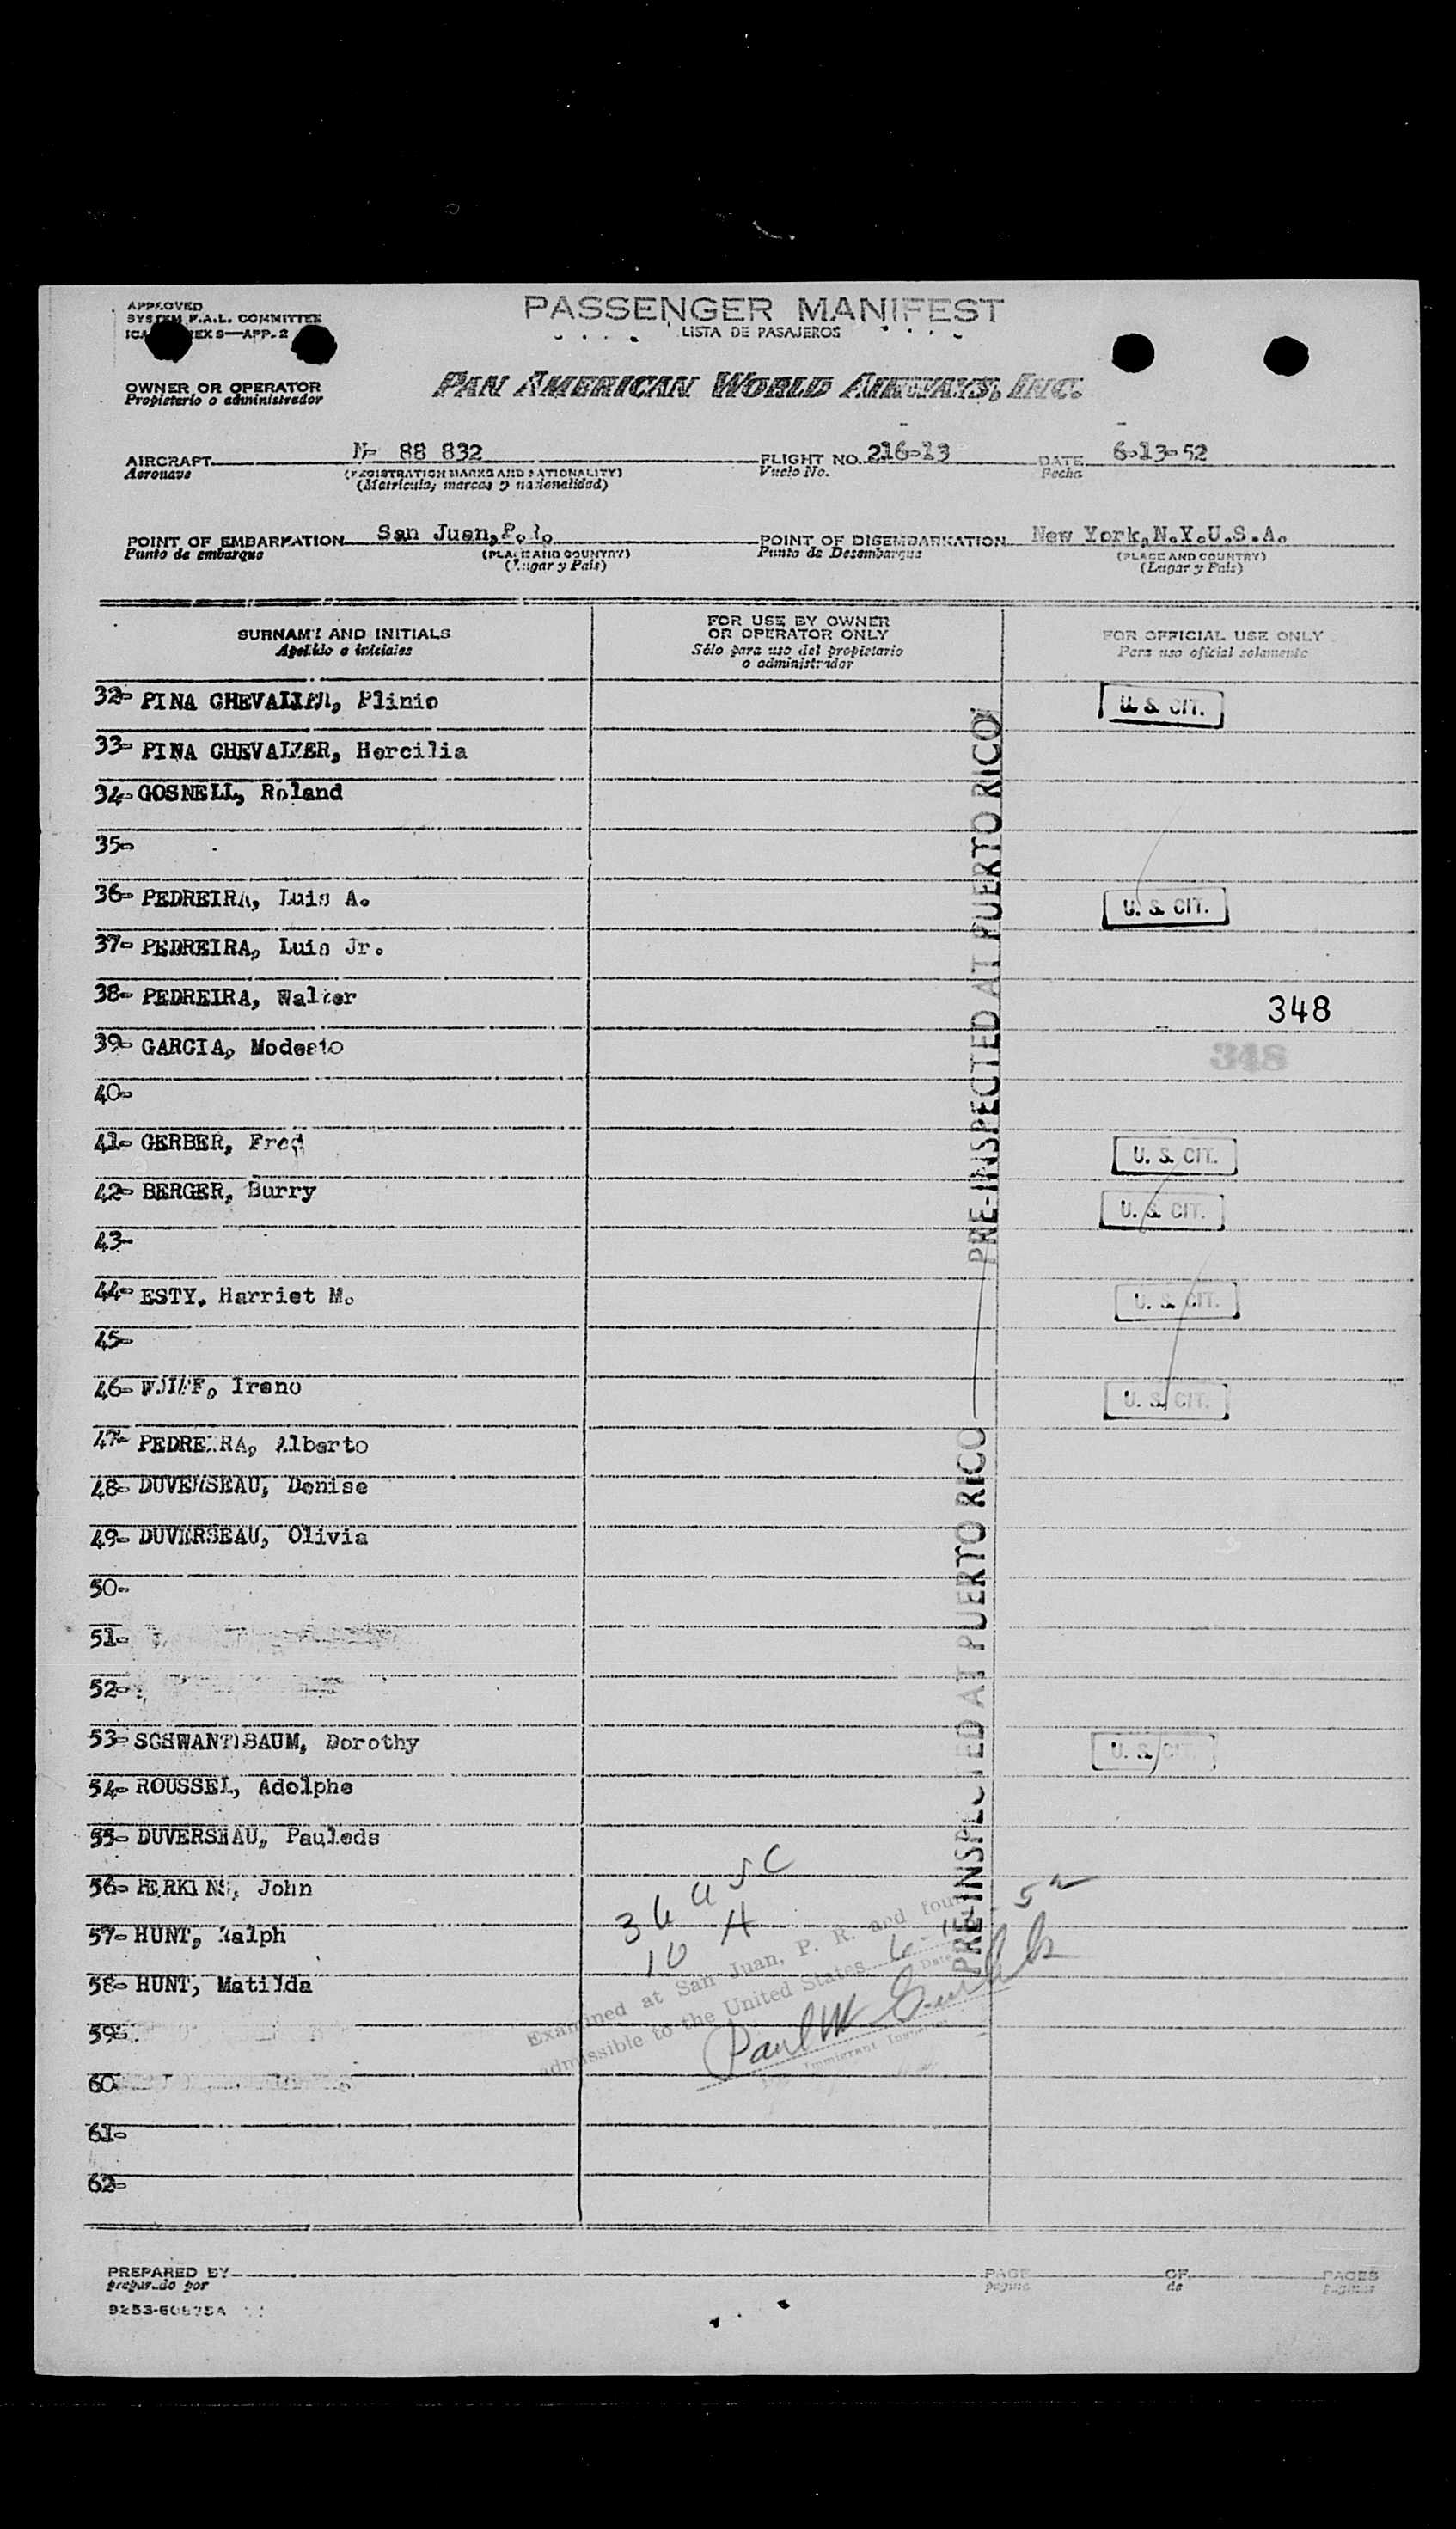 APPROVED
SYSTEM F.A.L. COMMITTEE
EX 9—APP. 2
PASSENGER MANIFEST
LISTA DE PASAJEROS
OWNER OR OPERATOR
Propietario o administrador
PAN AMERICAN WORLD AIRWAYS, INC.
AIRCRAFT N- 88 832 FLIGHT NO. 216-13 DATE 6-13-52
Aeronave (REGISTRATION MARKS AND NATIONALITY) Vuelo No. Fecha
(Matricula; marcas y nacionalidad)
POINT OF EMBARKATION San Juan, POINT OF DISEMBARKATION New York,N.Y.U.S.A.
Punto de embarque (PLACE AND COUNTRY) Punto de Desembarque (PLACE AND COUNTRY)
(Lugar y Pais) (Lugar y Pais)
SURNAME AND INITIALS FOR USE BY OWNER OR OPERATOR ONLY FOR OFFICIAL USE ONLY
Apellido e iniciales Sólo para uso del propietario o administrador Para uso oficial solamente
32- PINA CHEVALIER, Plinio U. S. CIT.
33- PINA CHEVALIER, Hercilia
34- GOSNELL, Roland
35-
36- PEDREIRA, Luis A. U. S. CIT.
37- PEDREIRA, Luis Jr.
38- PEDREIRA, Walter 348
39- GARCIA, Modesto 348
40-
41- GERBER, Fred U. S. CIT.
42- BERGER, Burry U. S. CIT.
43-
44- ESTY, Harriet M. U. S. CIT.
45-
46- Irene U. S. CIT.
47- PEDREIRA, Alberto
48- DUVERSEAU, Denise
49- DUVERSEAU, Olivia
50-
51-
52-
53- Dorothy U. S. CIT.
54- ROUSSEL, Adolphe
55- DUVERSEAU, Pauleds
56- John
57- HUNT, Ralph
58- HUNT, Matilda
59-
60
61-
62-
PRE-INSPECTED AT PUERTO RICO
PRE-INSPECTED AT PUERTO RICO
Examined at San Juan, P. R. and found
admissible to the United States
Date
Paul W
Immigrant Inspector
PREPARED BY PAGE OF PAGES
preparado por pagina de paginas